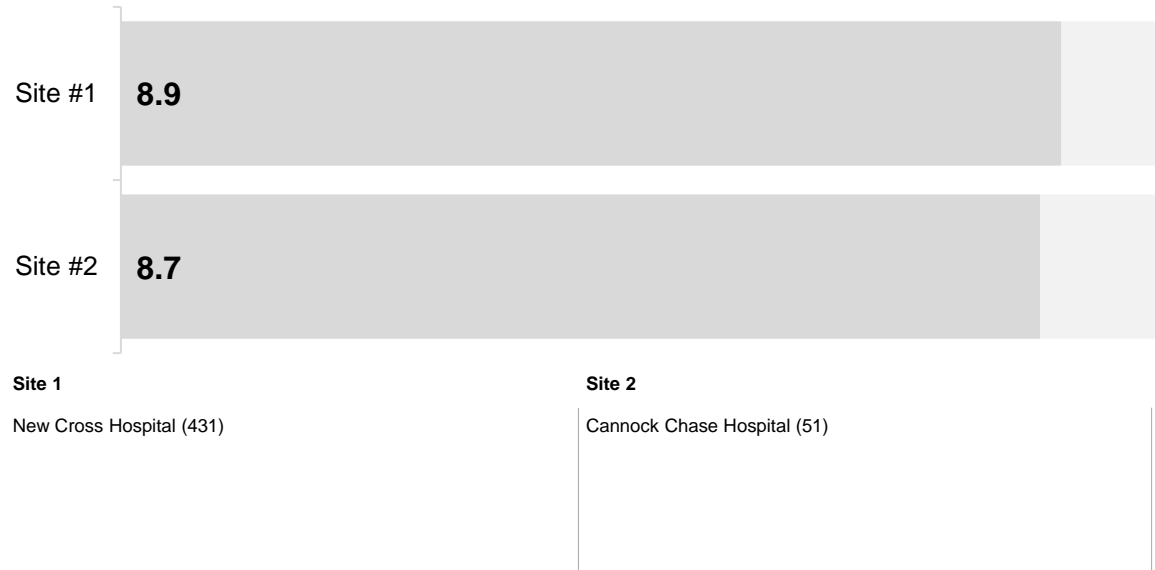 Site #1 8.9
Site #2 8.7
Site 1 Site 2
New Cross Hospital (431) Cannock Chase Hospital (51)